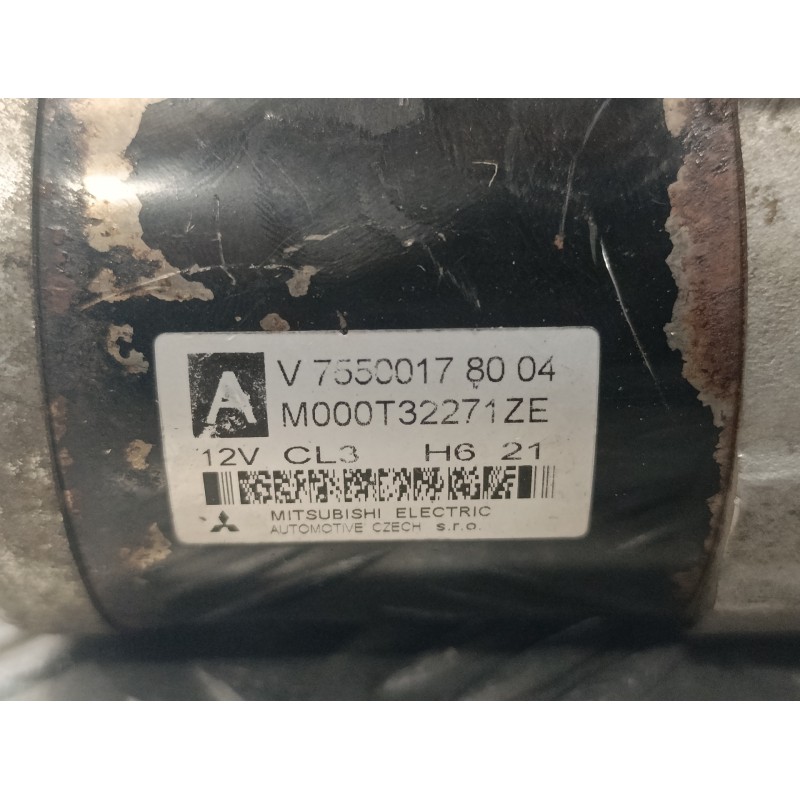 A V 7550017 80 04
M000T32271ZE
12V CL3 H6 21
MITSUBISHI ELECTRIC
AUTOMOTIVE CZECH s.r.o.